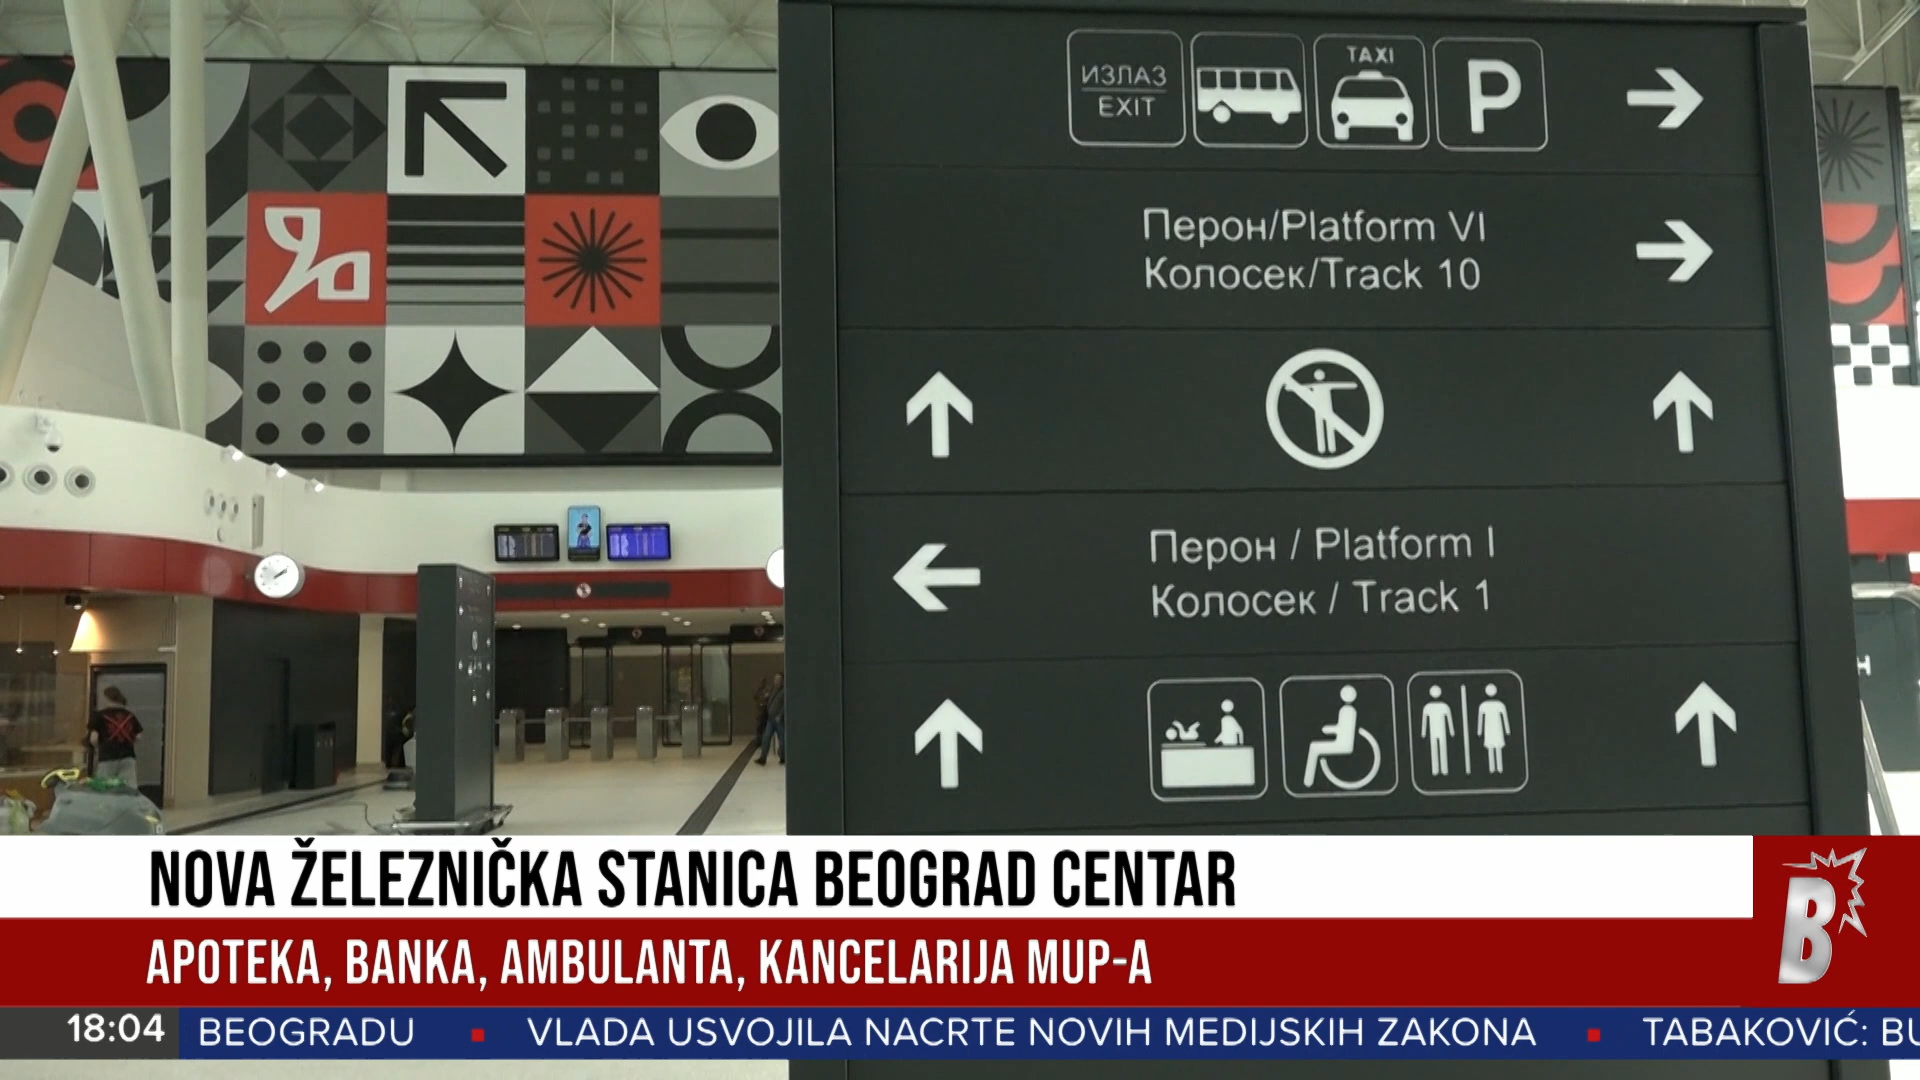 ИЗЛАЗ
EXIT
TAXI
P
Перон/Platform VI
Колосек/Track 10
Перон / Platform I
Колосек / Track 1
NOVA ŽELEZNIČKA STANICA BEOGRAD CENTAR
APOTEKA, BANKA, AMBULANTA, KANCELARIJA MUP-A
B
18:04 BEOGRADU ▪ VLADA USVOJILA NACRTE NOVIH MEDIJSKIH ZAKONA ▪ TABAKOVIĆ: BU